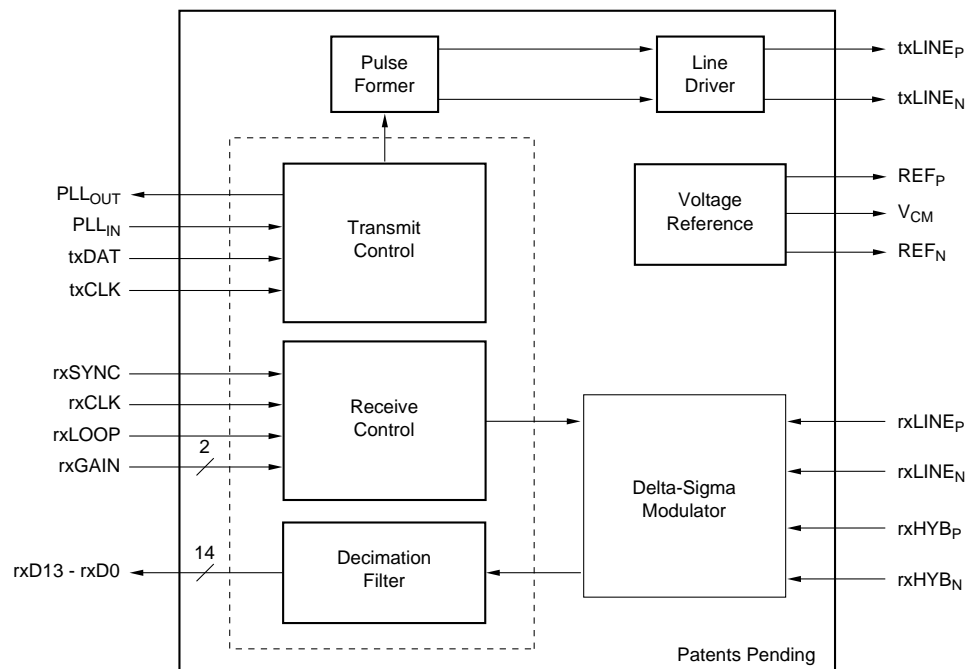 Pulse
Former
Line
Driver
txLINEP
txLINEN
PLLOUT
PLLIN
txDAT
txCLK
Transmit
Control
Voltage
Reference
REFP
VCM
REFN
rxSYNC
rxCLK
rxLOOP
rxGAIN
2
Receive
Control
Delta-Sigma
Modulator
rxLINEP
rxLINEN
rxHYBP
rxHYBN
rxD13 - rxD0
14
Decimation
Filter
Patents Pending